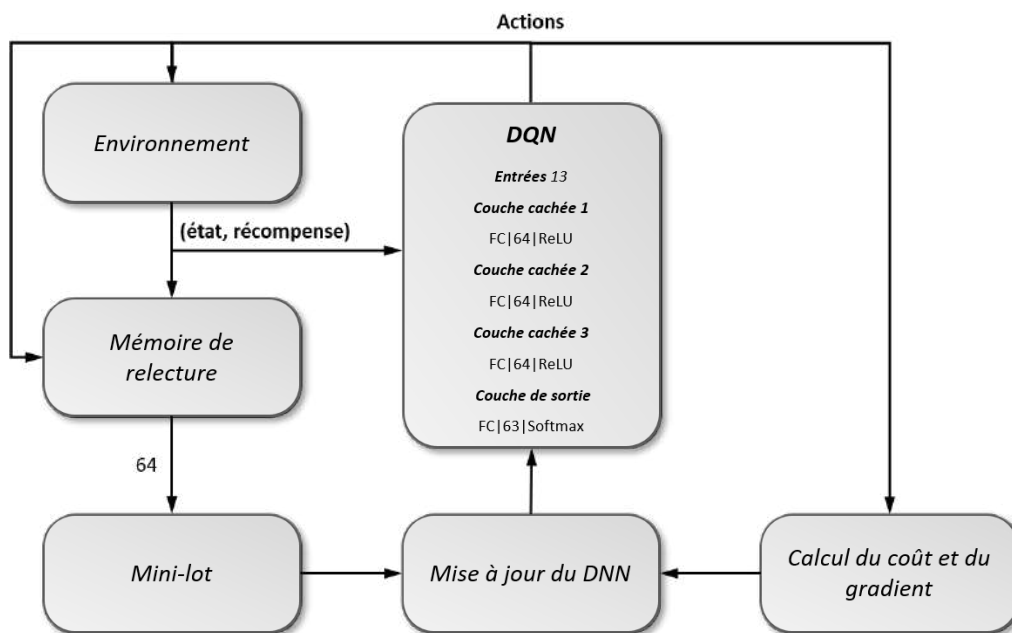 Actions
Environnement
DQN
Entrées 13
Couche cachée 1
FC|64|ReLU
Couche cachée 2
FC|64|ReLU
Couche cachée 3
FC|64|ReLU
Couche de sortie
FC|63|Softmax
(état, récompense)
Mémoire de
relecture
64
Mini-lot
Mise à jour du DNN
Calcul du coût et du
gradient